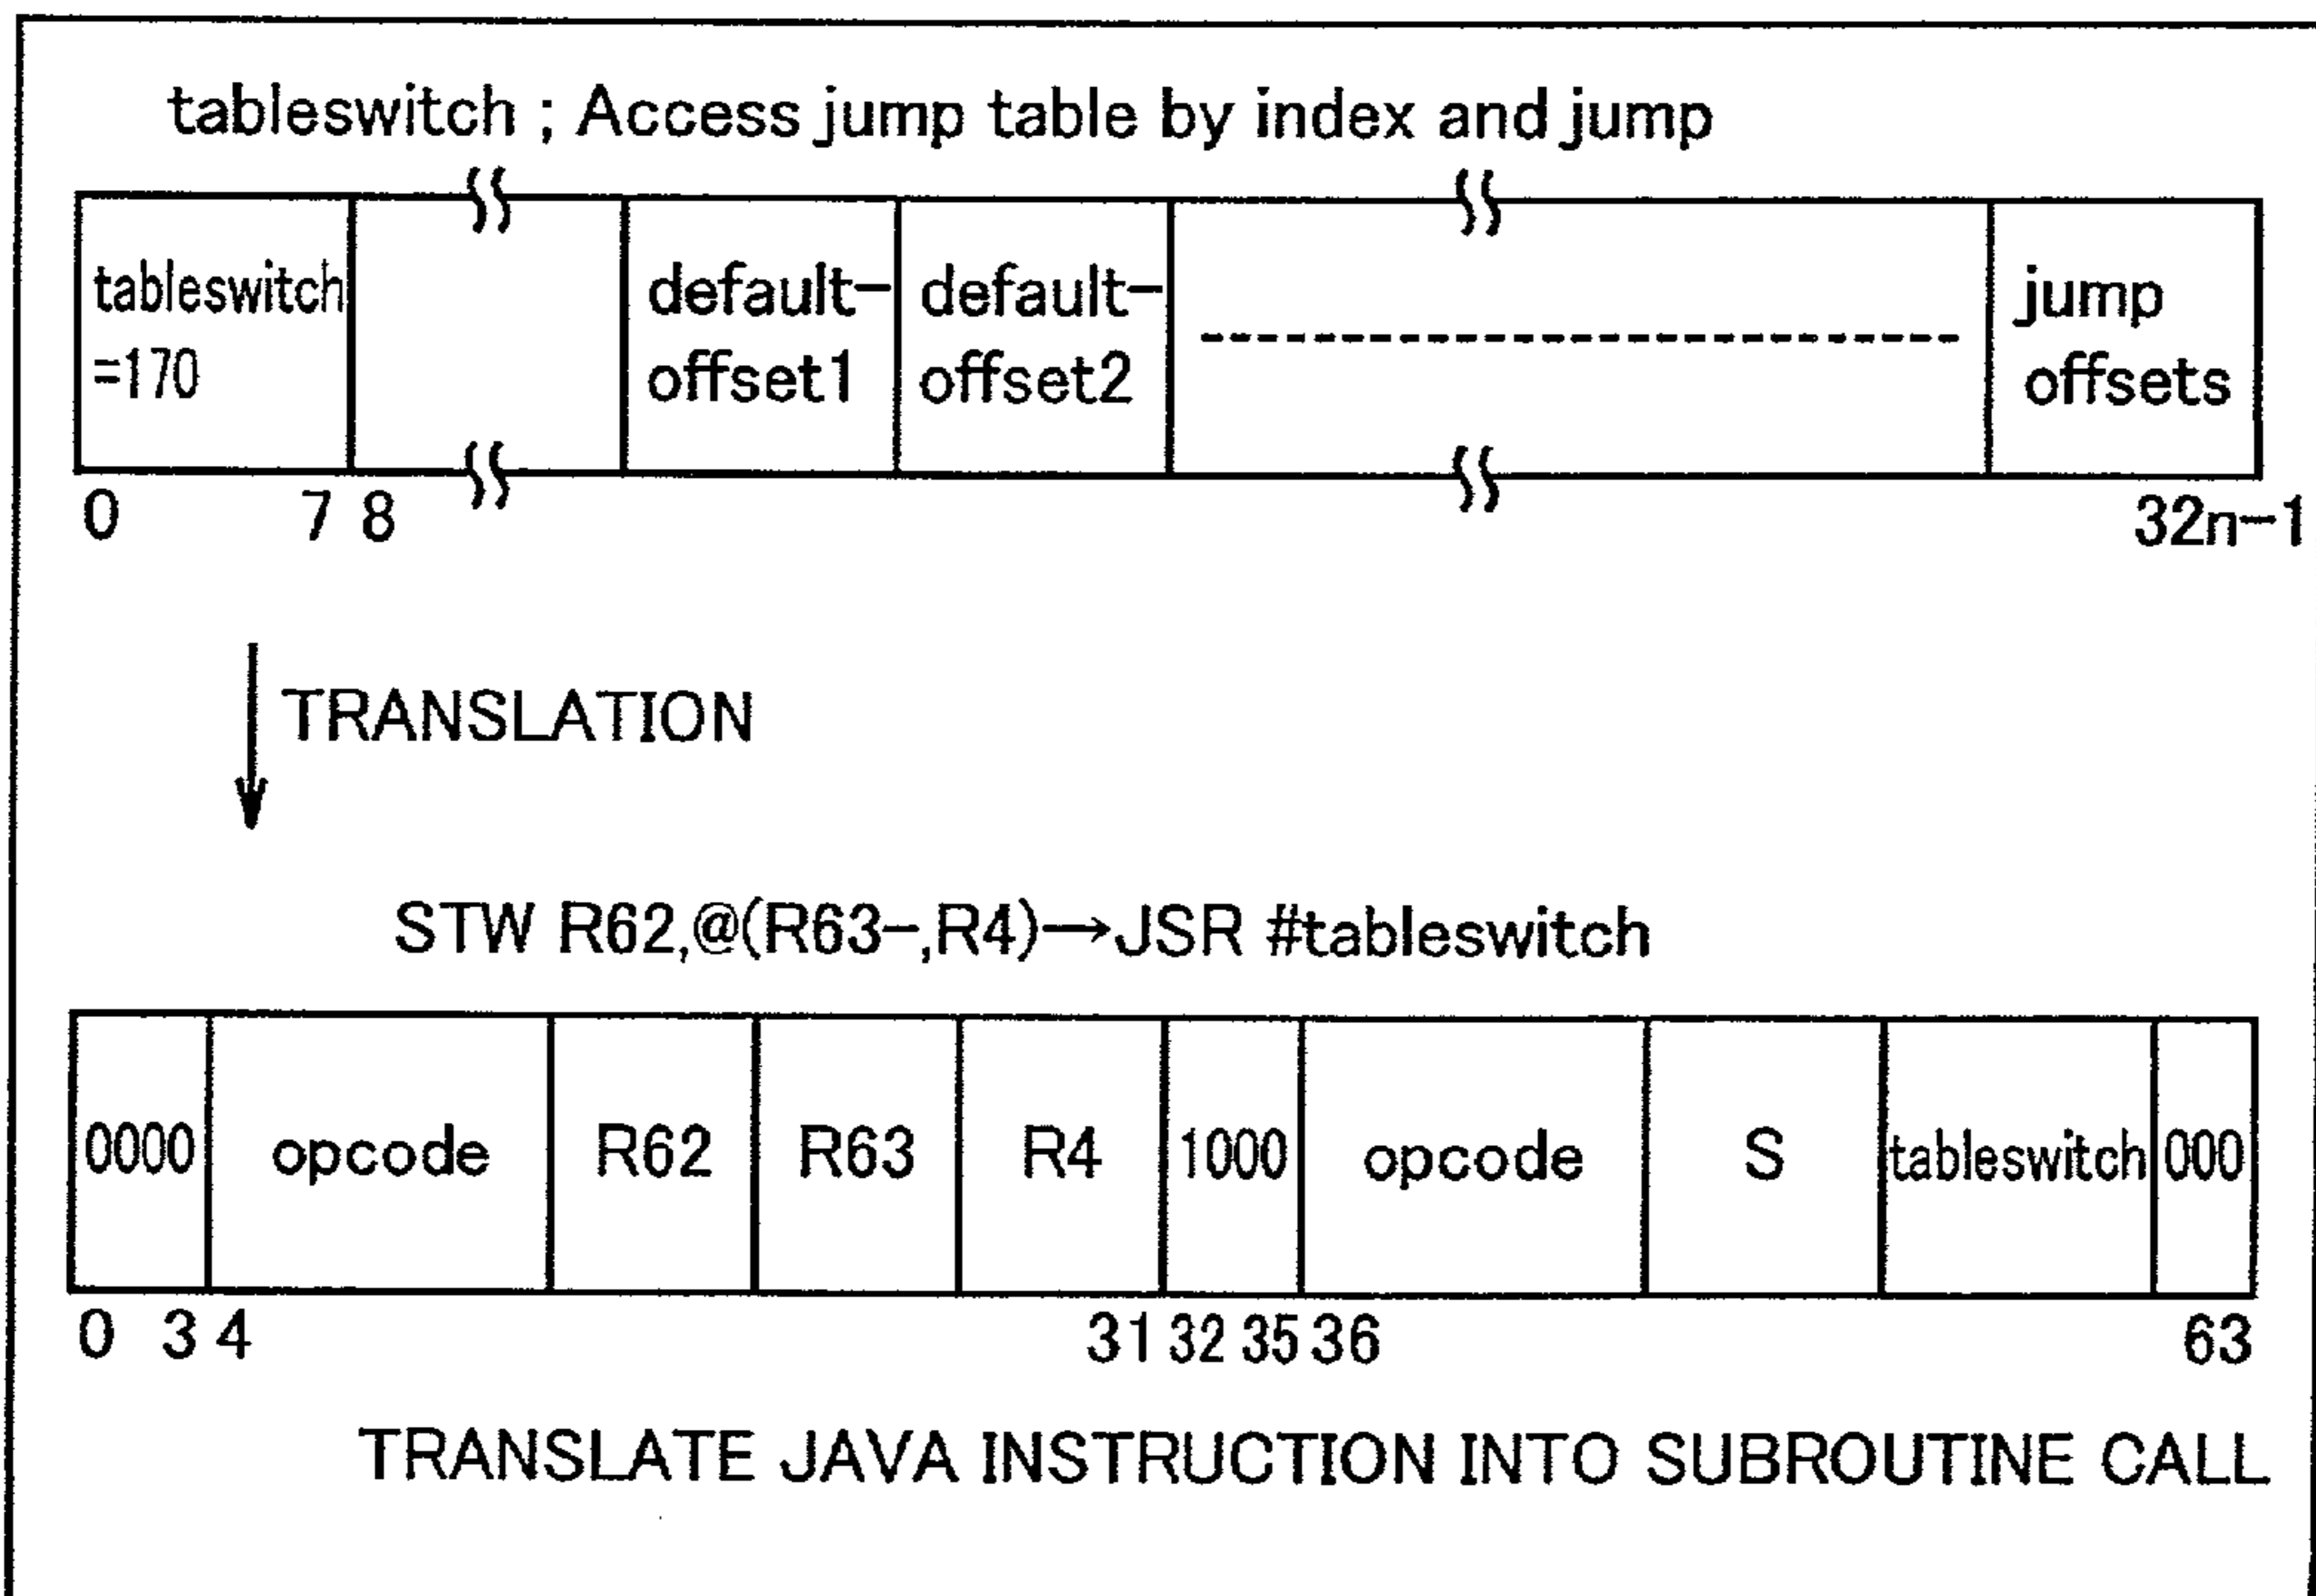 tableswitch ; Access jump table by index and jump
tableswitch
=170
default-
offset1
default-
offset2
jump
offsets
0 7 8 32n-1
TRANSLATION
STW R62,@(R63-,R4)→JSR #tableswitch
0000 opcode R62 R63 R4 1000 opcode S tableswitch 000
0 3 4 31 32 35 36 63
TRANSLATE JAVA INSTRUCTION INTO SUBROUTINE CALL